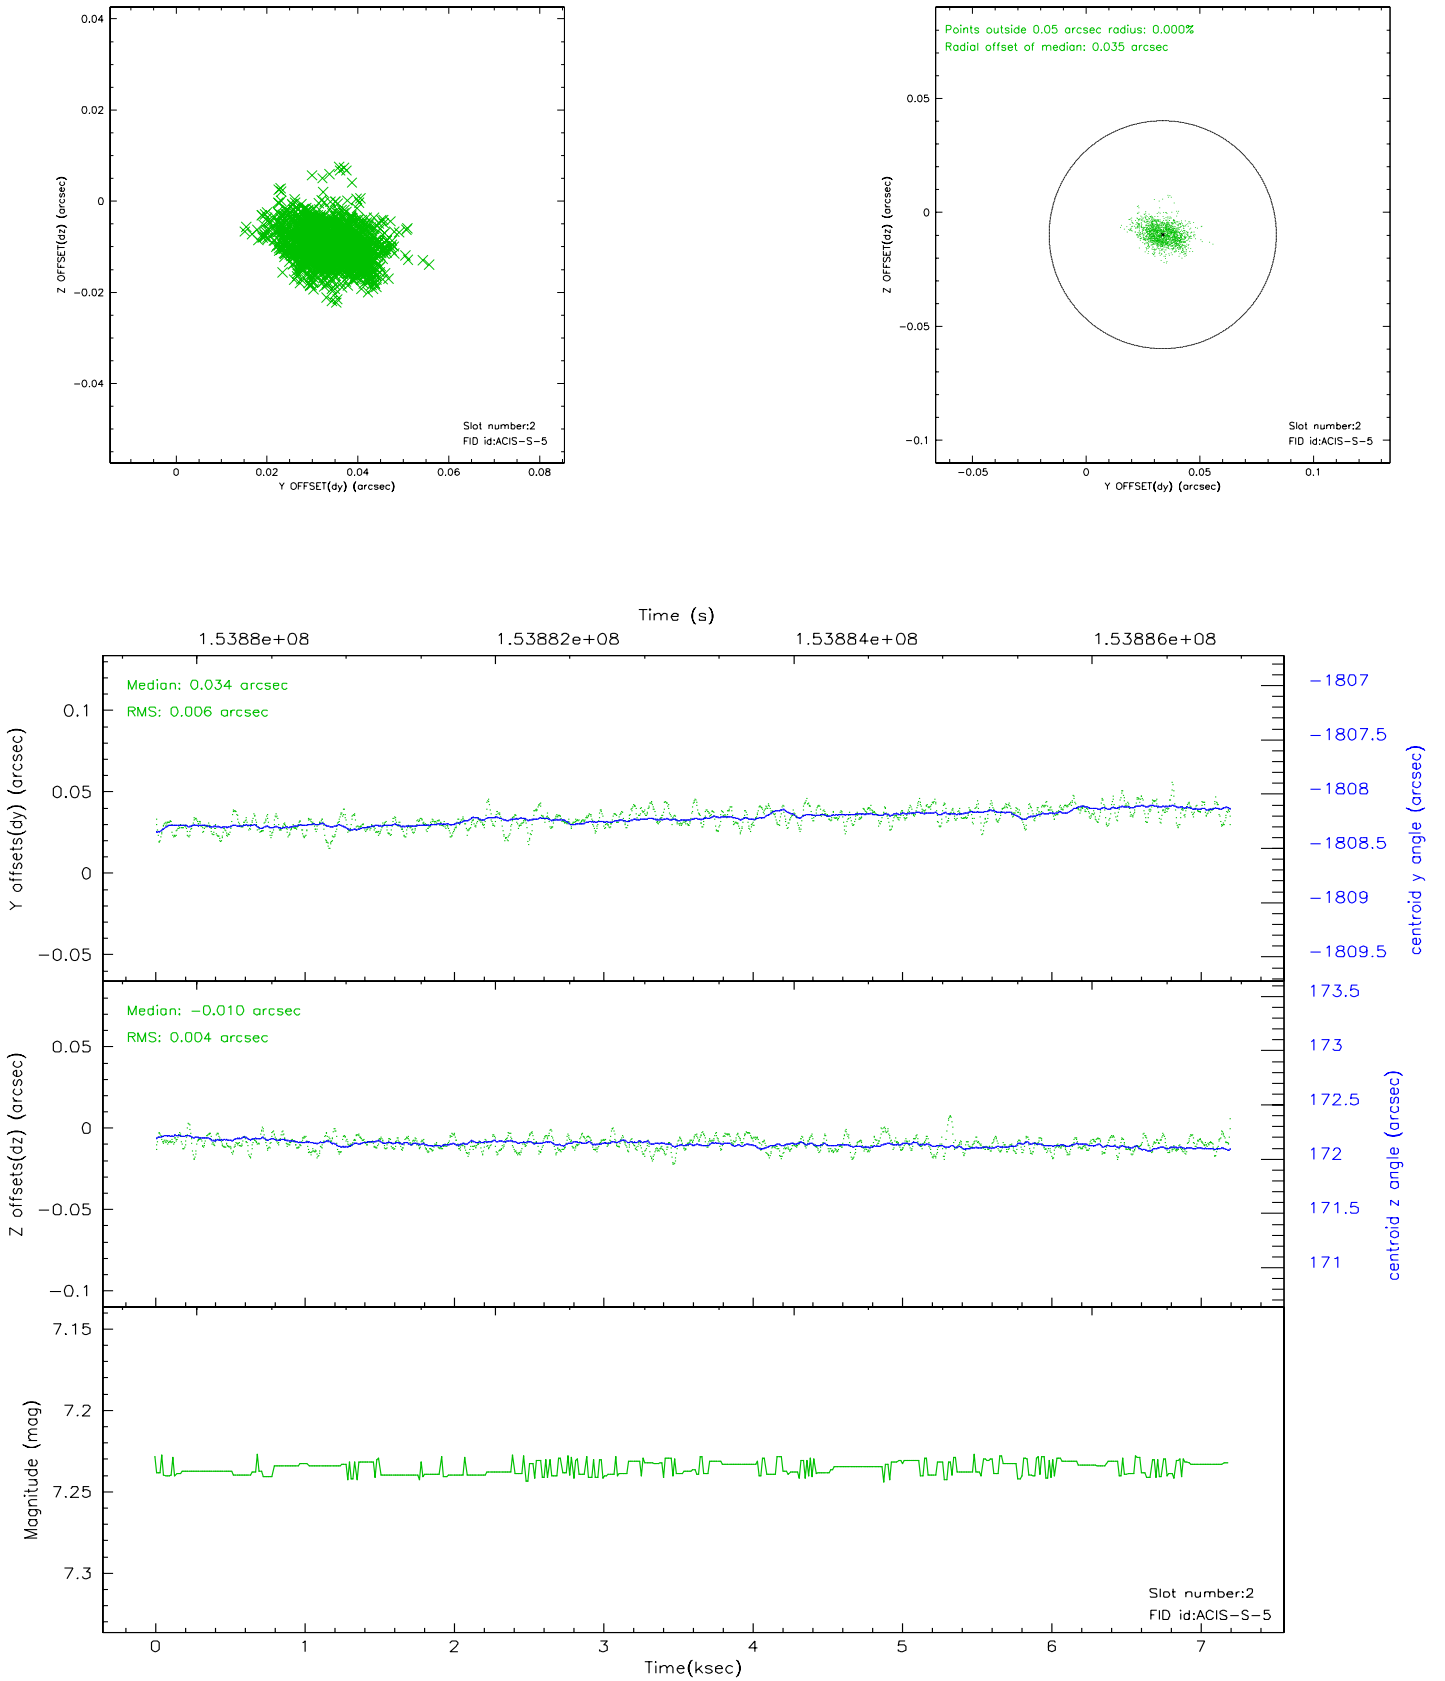 0.04
0.02
0
−0.02
−0.04
Z OFFSET(dz) (arcsec)
Slot number:2
FID id:ACIS−S−5
0
0.02
0.04
0.06
0.08
Y OFFSET(dy) (arcsec)
Points outside 0.05 arcsec radius: 0.000%
Radial offset of median: 0.035 arcsec
0.05
0
−0.05
−0.1
Z OFFSET(dz) (arcsec)
Slot number:2
FID id:ACIS−S−5
−0.05
0
0.05
0.1
Y OFFSET(dy) (arcsec)
Time (s)
1.5388e+08
1.53882e+08
1.53884e+08
1.53886e+08
Median: 0.034 arcsec
RMS: 0.006 arcsec
0.1
0.05
0
−0.05
Y offsets(dy) (arcsec)
−1807
−1807.5
−1808
−1808.5
−1809
−1809.5
centroid y angle (arcsec)
Median: −0.010 arcsec
RMS: 0.004 arcsec
0.05
0
−0.05
−0.1
Z offsets(dz) (arcsec)
173.5
173
172.5
172
171.5
171
centroid z angle (arcsec)
7.15
7.2
7.25
7.3
Magnitude (mag)
Slot number:2
FID id:ACIS−S−5
0
1
2
3
4
5
6
7
Time(ksec)